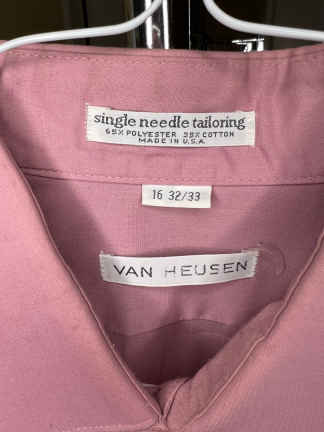 single needle tailoring
65% POLYESTER 35% COTTON
MADE IN U.S.A.
16 32/33
VAN HEUSEN